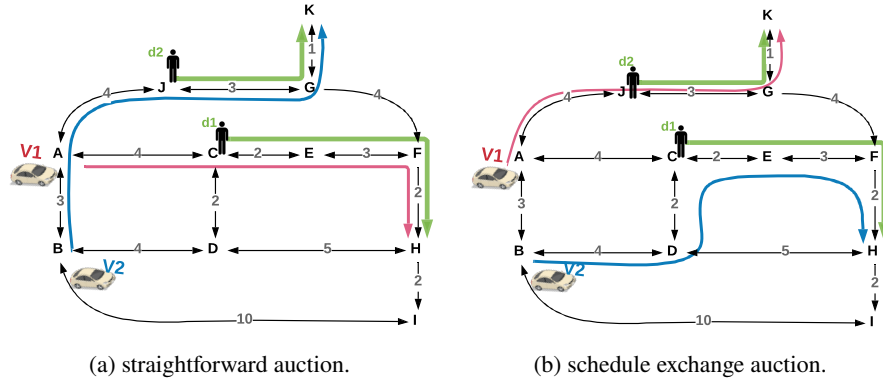 K
d2
1
J
3
G
4
4
d1
V1
A
4
C
2
E
3
F
3
2
2
B
4
D
5
H
V2
2
10
I
(a) straightforward auction.
K
d2
1
J
3
G
4
4
d1
V1
A
4
C
2
E
3
F
3
2
2
B
4
D
5
H
V2
2
10
I
(b) schedule exchange auction.